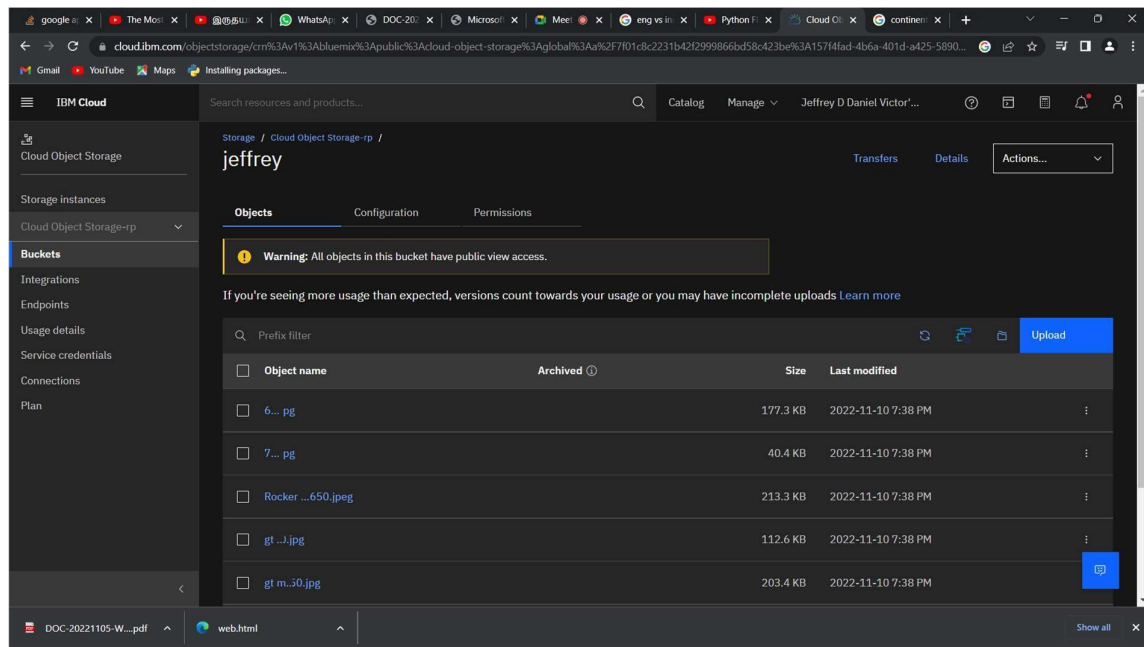 google a
The Most
இரத்தப்
WhatsAp
DOC-202
Microsof
Meet
eng vs in
Python Fl
Cloud Ob
continent
cloud.ibm.com/objectstorage/crn%3Av1%3Abluemix%3Apublic%3Acloud-object-storage%3Aglobal%3Aa%2F7f01c8c2231b42f2999866bd58c423be%3A157f4fad-4b6a-401d-a425-5890...
Gmail YouTube Maps Installing packages...
IBM Cloud
Search resources and products...
Catalog Manage Jeffrey D Daniel Victor'...
Cloud Object Storage
Storage instances
Cloud Object Storage-rp
Buckets
Integrations
Endpoints
Usage details
Service credentials
Connections
Plan
Storage / Cloud Object Storage-rp /
jeffrey
Transfers Details Actions...
Objects Configuration Permissions
Warning: All objects in this bucket have public view access.
If you're seeing more usage than expected, versions count towards your usage or you may have incomplete uploads Learn more
Prefix filter
Upload
Object name Archived Size Last modified
6... pg 177.3 KB 2022-11-10 7:38 PM
7... pg 40.4 KB 2022-11-10 7:38 PM
Rocker ...650.jpeg 213.3 KB 2022-11-10 7:38 PM
gt ..).jpg 112.6 KB 2022-11-10 7:38 PM
gt m..50.jpg 203.4 KB 2022-11-10 7:38 PM
DOC-20221105-W....pdf web.html Show all